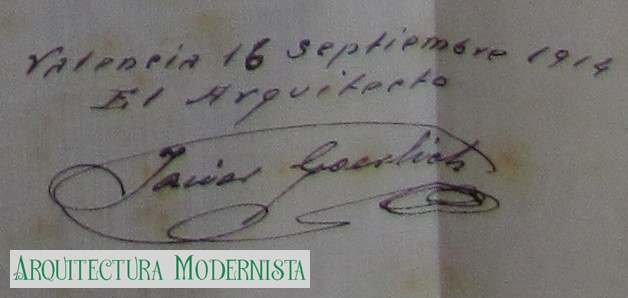 Valencia 16 septiembre 1914
El Arquitecto
Javier Goerlich
ARQUITECTURA MODERNISTA